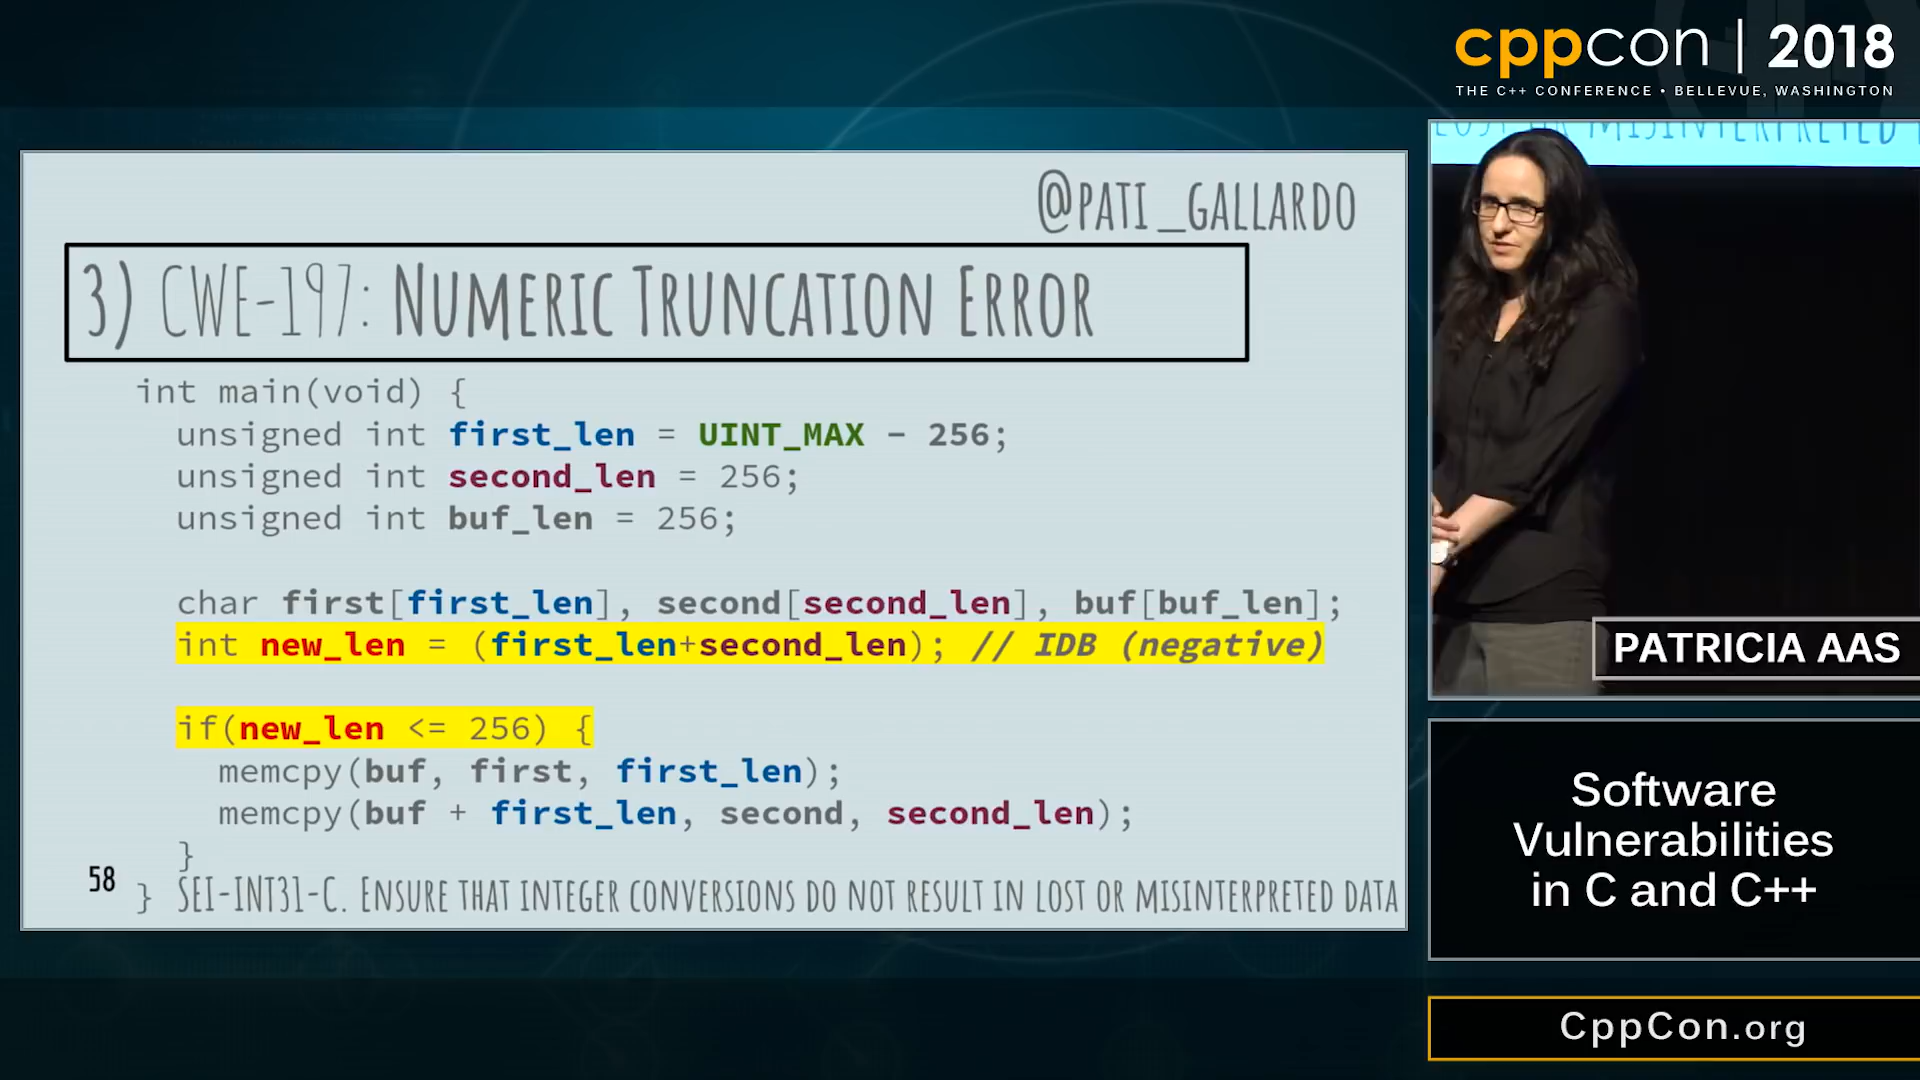 cppcon | 2018
THE C++ CONFERENCE • BELLEVUE, WASHINGTON
@PATI_GALLARDO
3) CWE-197: NUMERIC TRUNCATION ERROR
int main(void) {
unsigned int first_len = UINT_MAX - 256;
unsigned int second_len = 256;
unsigned int buf_len = 256;
char first[first_len], second[second_len], buf[buf_len];
int new_len = (first_len+second_len); // IDB (negative)
if(new_len <= 256) {
memcpy(buf, first, first_len);
memcpy(buf + first_len, second, second_len);
}
}
SEI-INT31-C. ENSURE THAT INTEGER CONVERSIONS DO NOT RESULT IN LOST OR MISINTERPRETED DATA
58
LOST OR MISINTERPRETED
PATRICIA AAS
Software
Vulnerabilities
in C and C++
CppCon.org